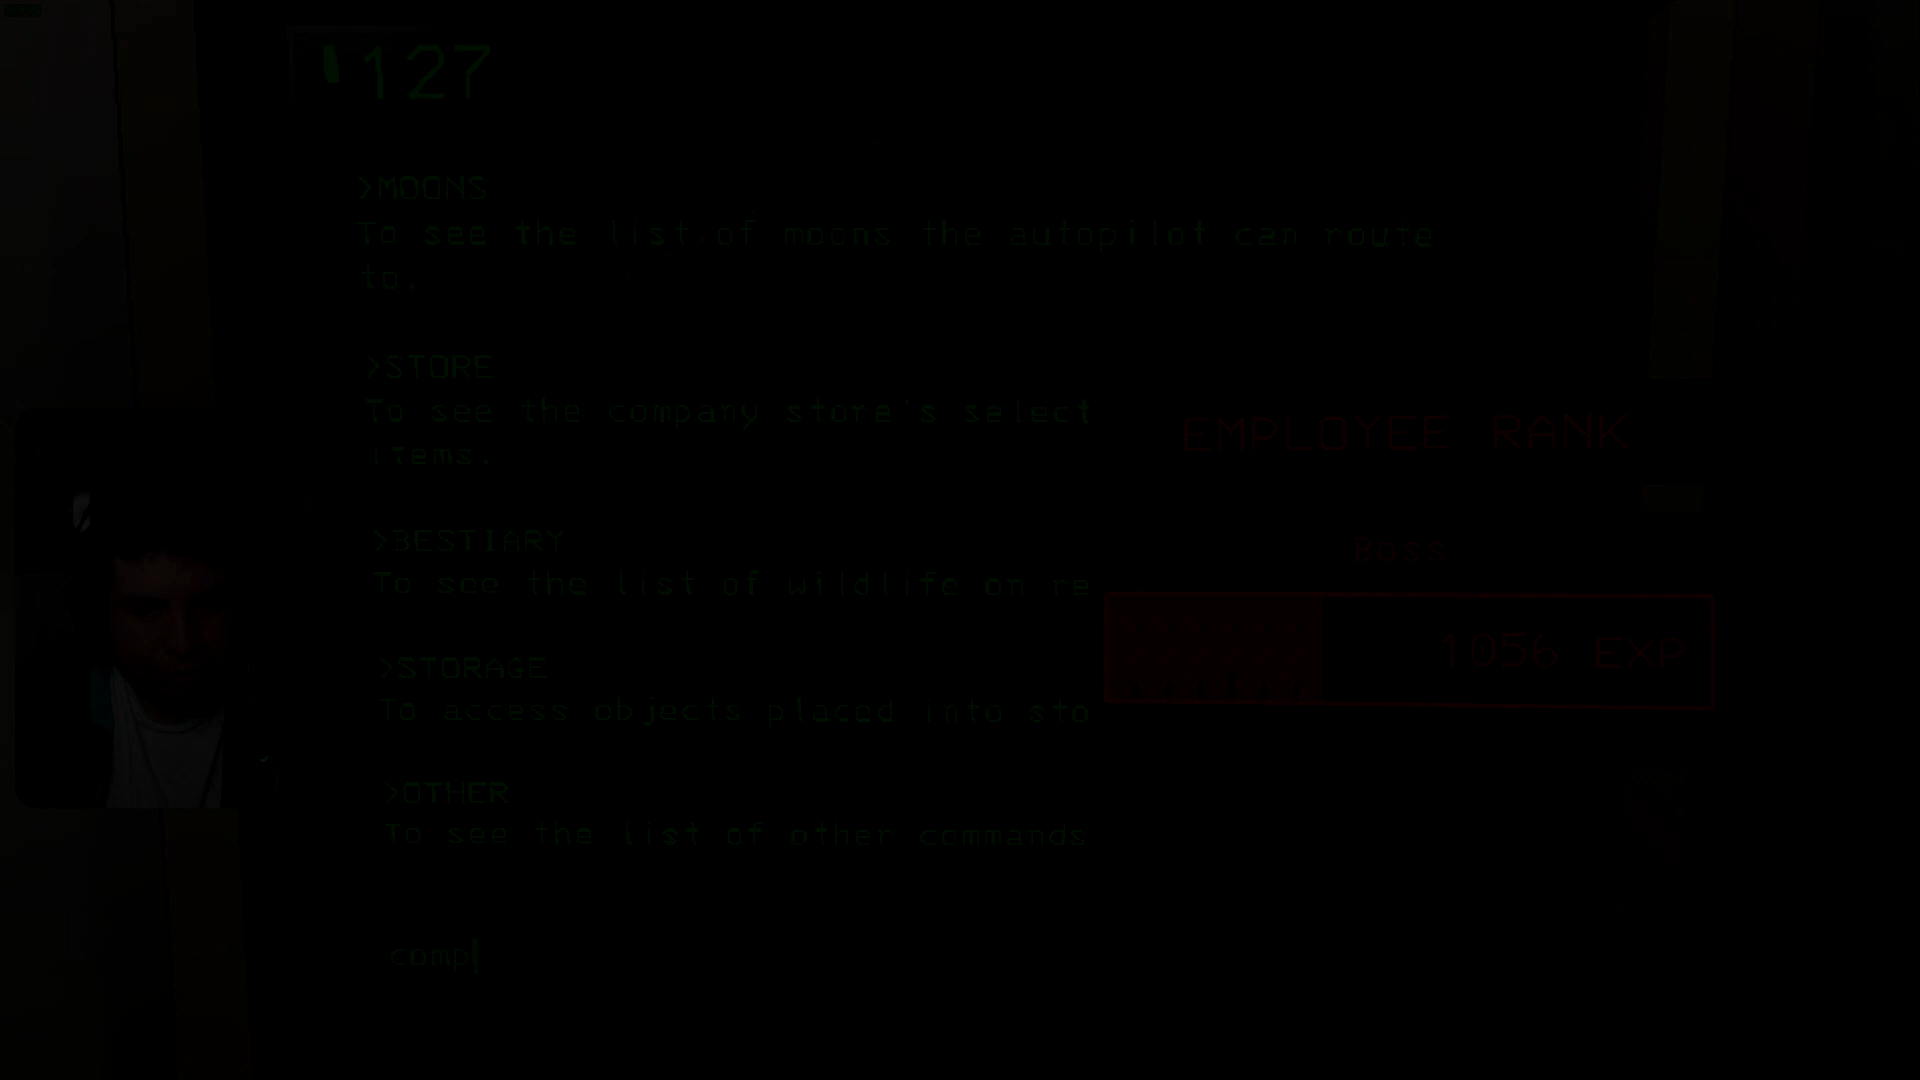 127
>MOONS
To see the list of moons the autopilot can route
to.
>STORE
To see the company store's select
items.
>BESTIARY
To see the list of wildlife on re
>STORAGE
To access objects placed into sto
>OTHER
To see the list of other commands
comp
EMPLOYEE RANK
Boss
1056 EXP